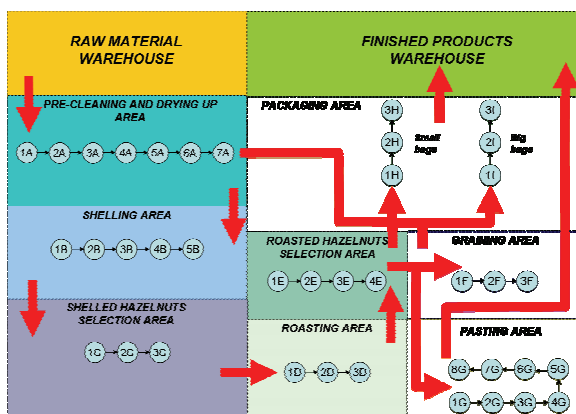 RAW MATERIAL
WAREHOUSE
FINISHED PRODUCTS
WAREHOUSE
PRE-CLEANING AND DRYING UP
AREA
1A 2A 3A 4A 5A 6A 7A
PACKAGING AREA
3H
2H
1H
Small
bags
3I
2I
1I
Big
bags
SHELLING AREA
1B 2B 3B 4B 5B
ROASTED HAZELNUTS
SELECTION AREA
1E 2E 3E 4E
GRADING AREA
1F 2F 3F
SHELLED HAZELNUTS
SELECTION AREA
1C 2C 3C
ROASTING AREA
1D 2D 3D
PASTING AREA
8G 7G 6G 5G
1G 2G 3G 4G